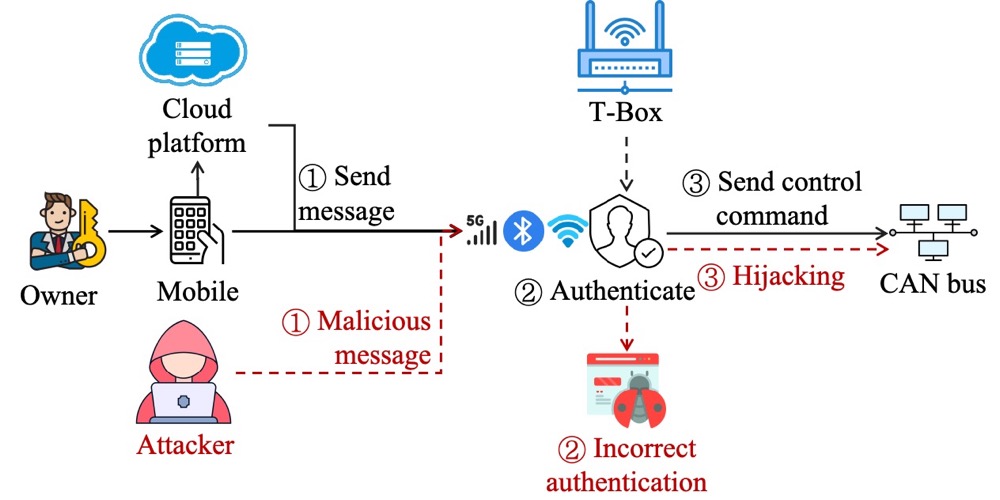 Cloud
platform
T-Box
① Send
message
③ Send control
command
5G
Owner
Mobile
② Authenticate
③ Hijacking
CAN bus
① Malicious
message
Attacker
② Incorrect
authentication